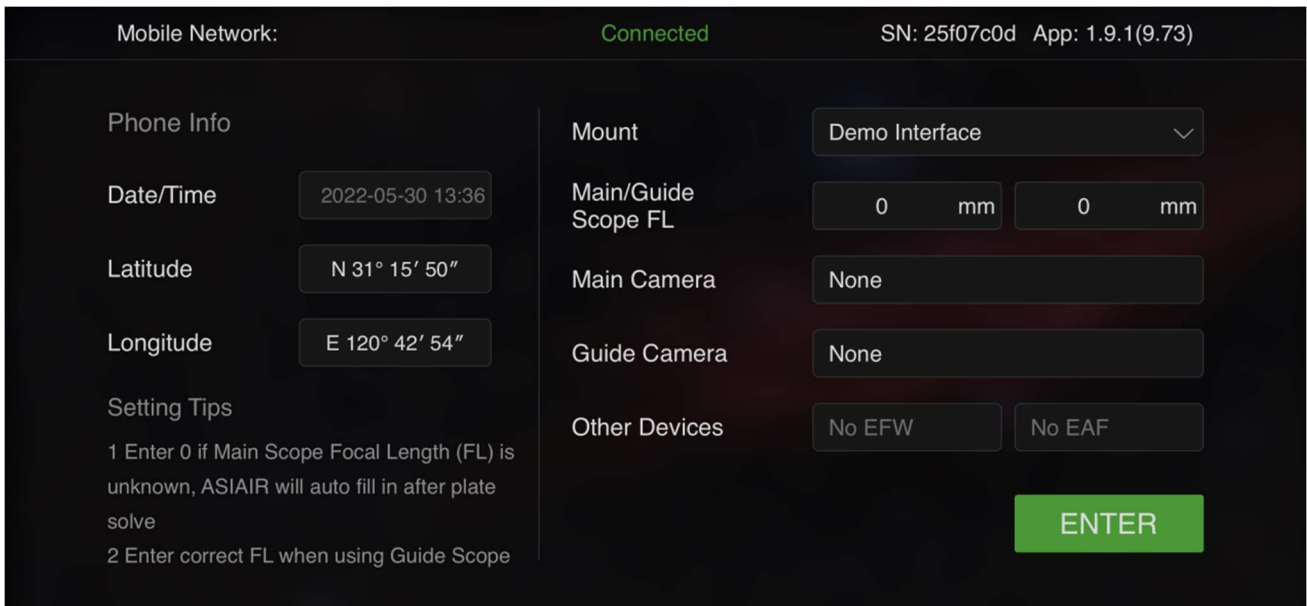 Mobile Network:
Connected
SN: 25f07c0d App: 1.9.1(9.73)
Phone Info
Date/Time
2022-05-30 13:36
Latitude
N 31° 15′ 50″
Longitude
E 120° 42′ 54″
Setting Tips
1 Enter 0 if Main Scope Focal Length (FL) is
unknown, ASIAIR will auto fill in after plate
solve
2 Enter correct FL when using Guide Scope
Mount
Demo Interface
Main/Guide
Scope FL
0 mm
0 mm
Main Camera
None
Guide Camera
None
Other Devices
No EFW
No EAF
ENTER